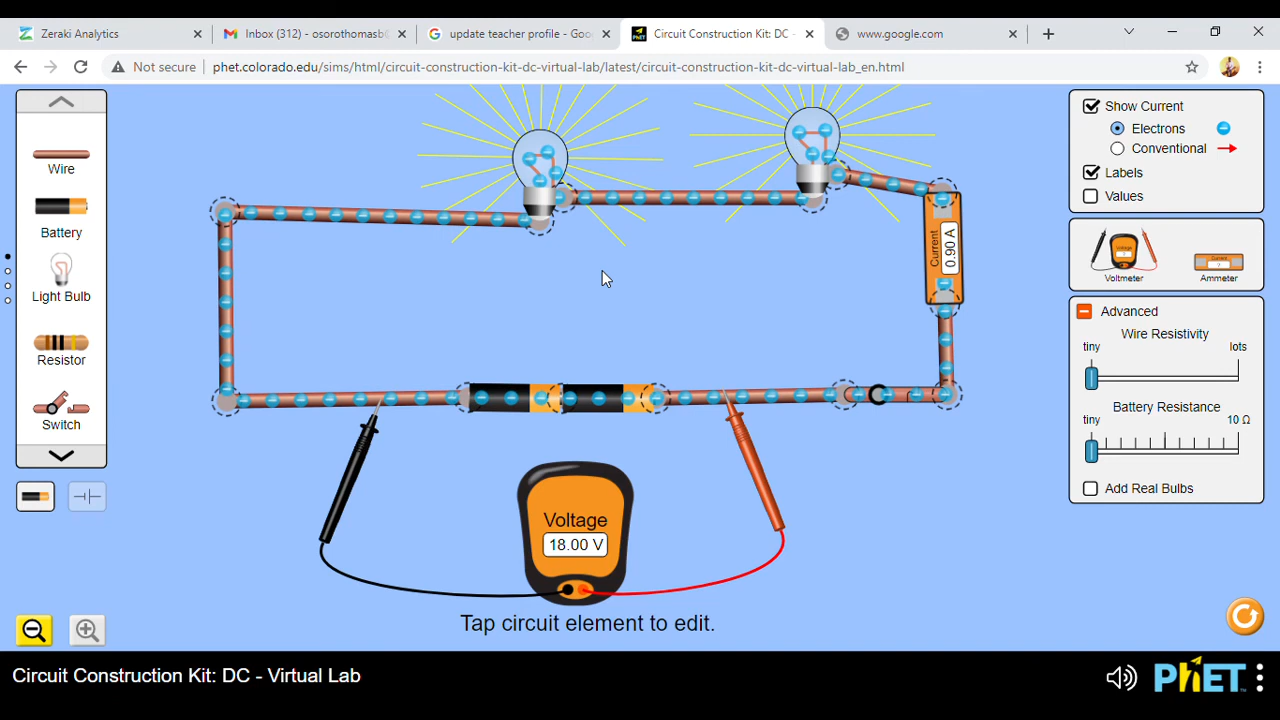 Zeraki Analytics
Inbox (312) - osorothomasb@
update teacher profile - Goo
Circuit Construction Kit: DC -
www.google.com
Not secure
phet.colorado.edu/sims/html/circuit-construction-kit-dc-virtual-lab/latest/circuit-construction-kit-dc-virtual-lab_en.html
Wire
Battery
Light Bulb
Resistor
Switch
Current
0.90 A
Voltage
18.00 V
Tap circuit element to edit.
Show Current
Electrons
Conventional
Labels
Values
Voltage
?
Voltmeter
Current
?
Ammeter
Advanced
Wire Resistivity
tiny lots
Battery Resistance
tiny 10 Ω
Add Real Bulbs
Circuit Construction Kit: DC - Virtual Lab
PhET